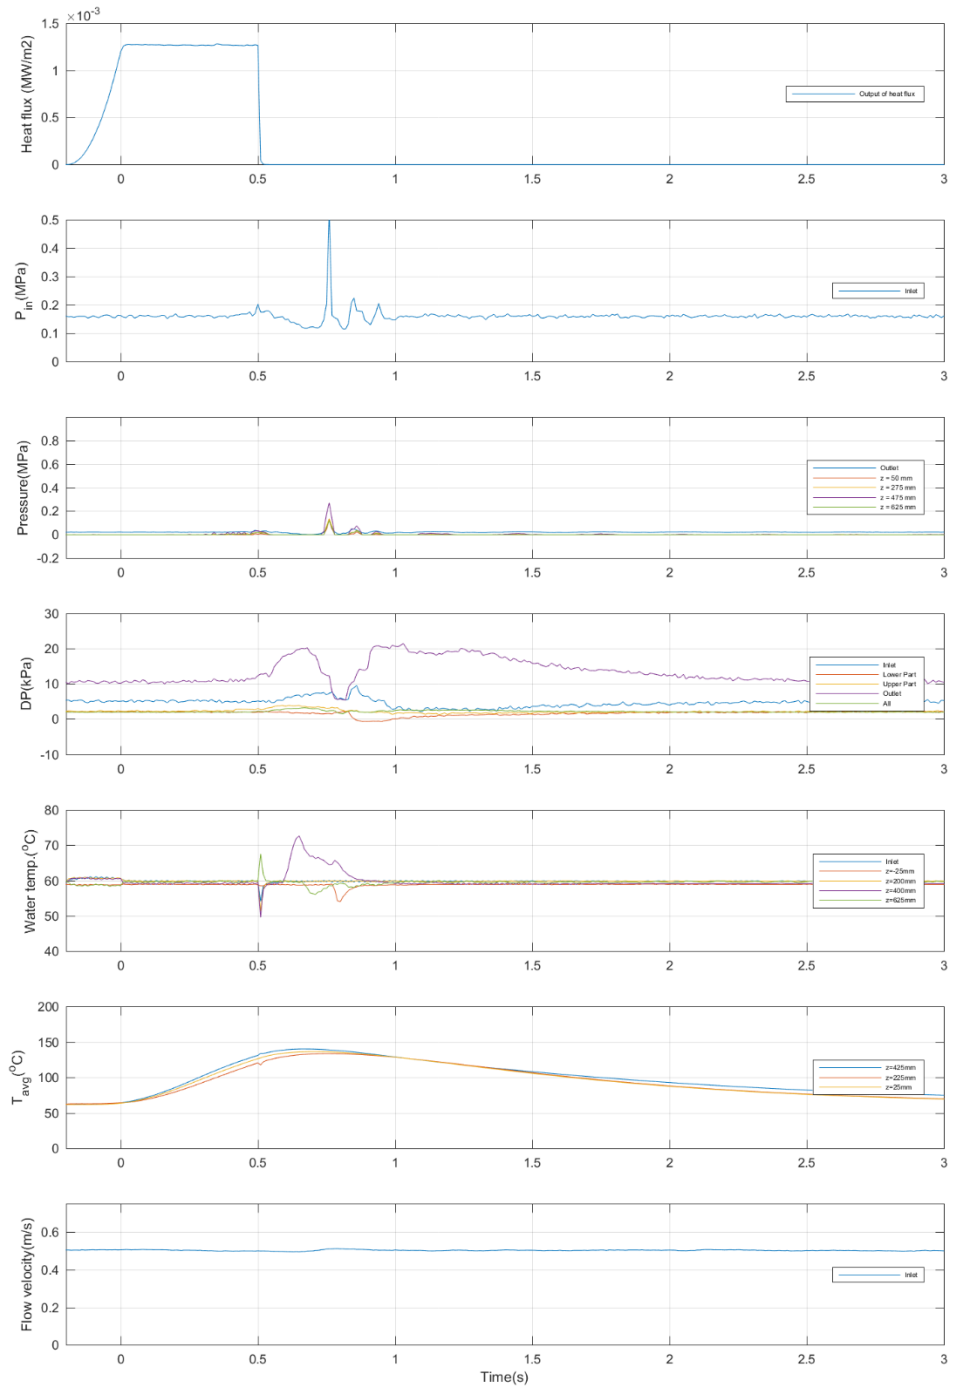 ×10⁻³
Heat flux (MW/m2)
1.5
1
0.5
0
Output of heat flux
0 0.5 1 1.5 2 2.5 3
P_in(MPa)
0.5
0.4
0.3
0.2
0.1
0
Inlet
0 0.5 1 1.5 2 2.5 3
Pressure(MPa)
0.8
0.6
0.4
0.2
0
-0.2
Outlet
z = 50 mm
z = 275 mm
z = 475 mm
z = 625 mm
0 0.5 1 1.5 2 2.5 3
DP(kPa)
30
20
10
0
-10
Inlet
Lower Part
Upper Part
Outlet
All
0 0.5 1 1.5 2 2.5 3
Water temp.(°C)
80
70
60
50
40
Inlet
z=-25mm
z=200mm
z=400mm
z=625mm
0 0.5 1 1.5 2 2.5 3
T_avg(°C)
200
150
100
50
0
z=425mm
z=225mm
z=25mm
0 0.5 1 1.5 2 2.5 3
Flow velocity(m/s)
0.6
0.4
0.2
0
Inlet
0 0.5 1 1.5 2 2.5 3
Time(s)